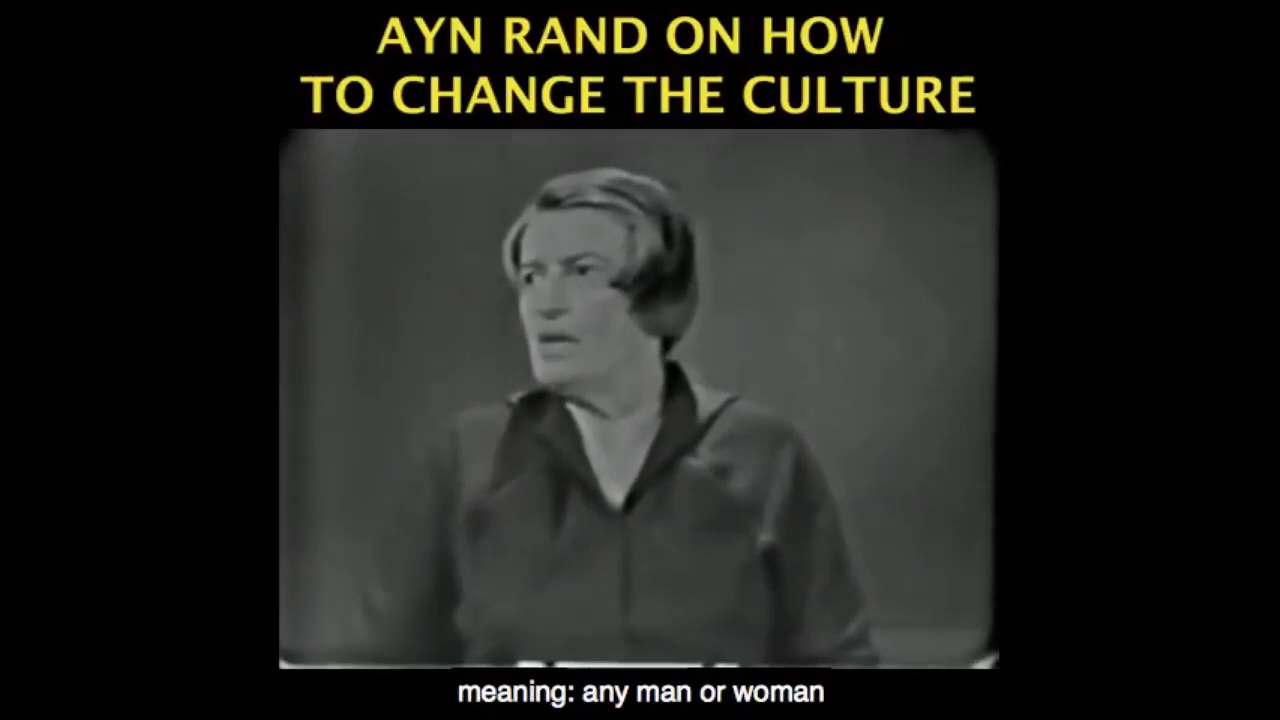 AYN RAND ON HOW
TO CHANGE THE CULTURE
meaning: any man or woman